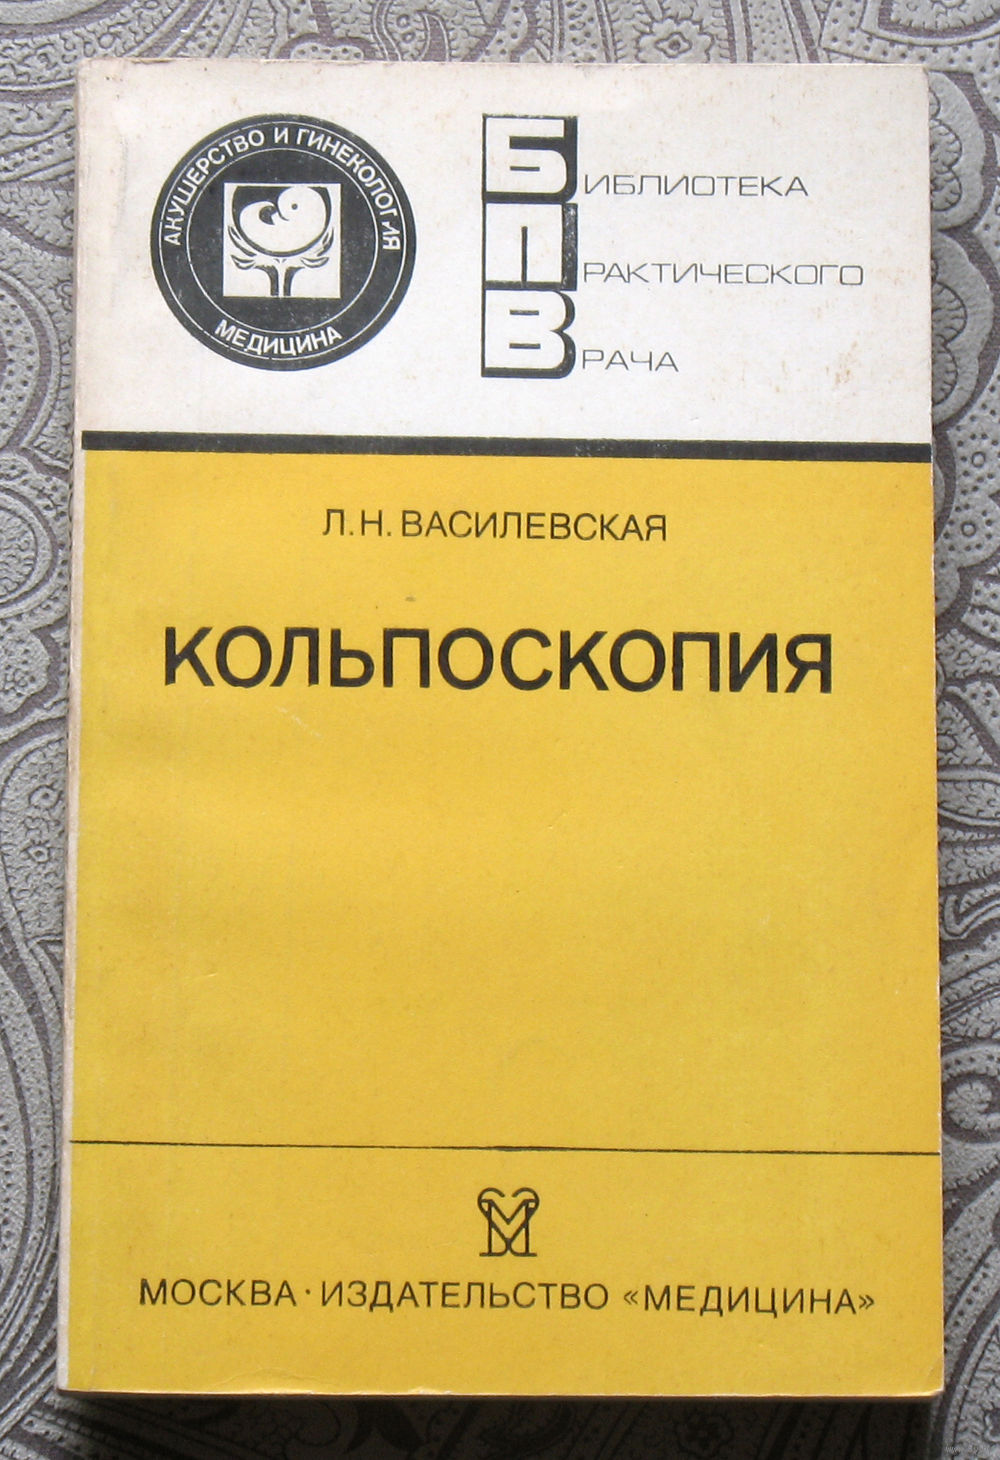 АКУШЕРСТВО И ГИНЕКОЛОГИЯ
МЕДИЦИНА
БИБЛИОТЕКА
ПРАКТИЧЕСКОГО
ВРАЧА
Л.Н. ВАСИЛЕВСКАЯ
КОЛЬПОСКОПИЯ
МОСКВА · ИЗДАТЕЛЬСТВО «МЕДИЦИНА»